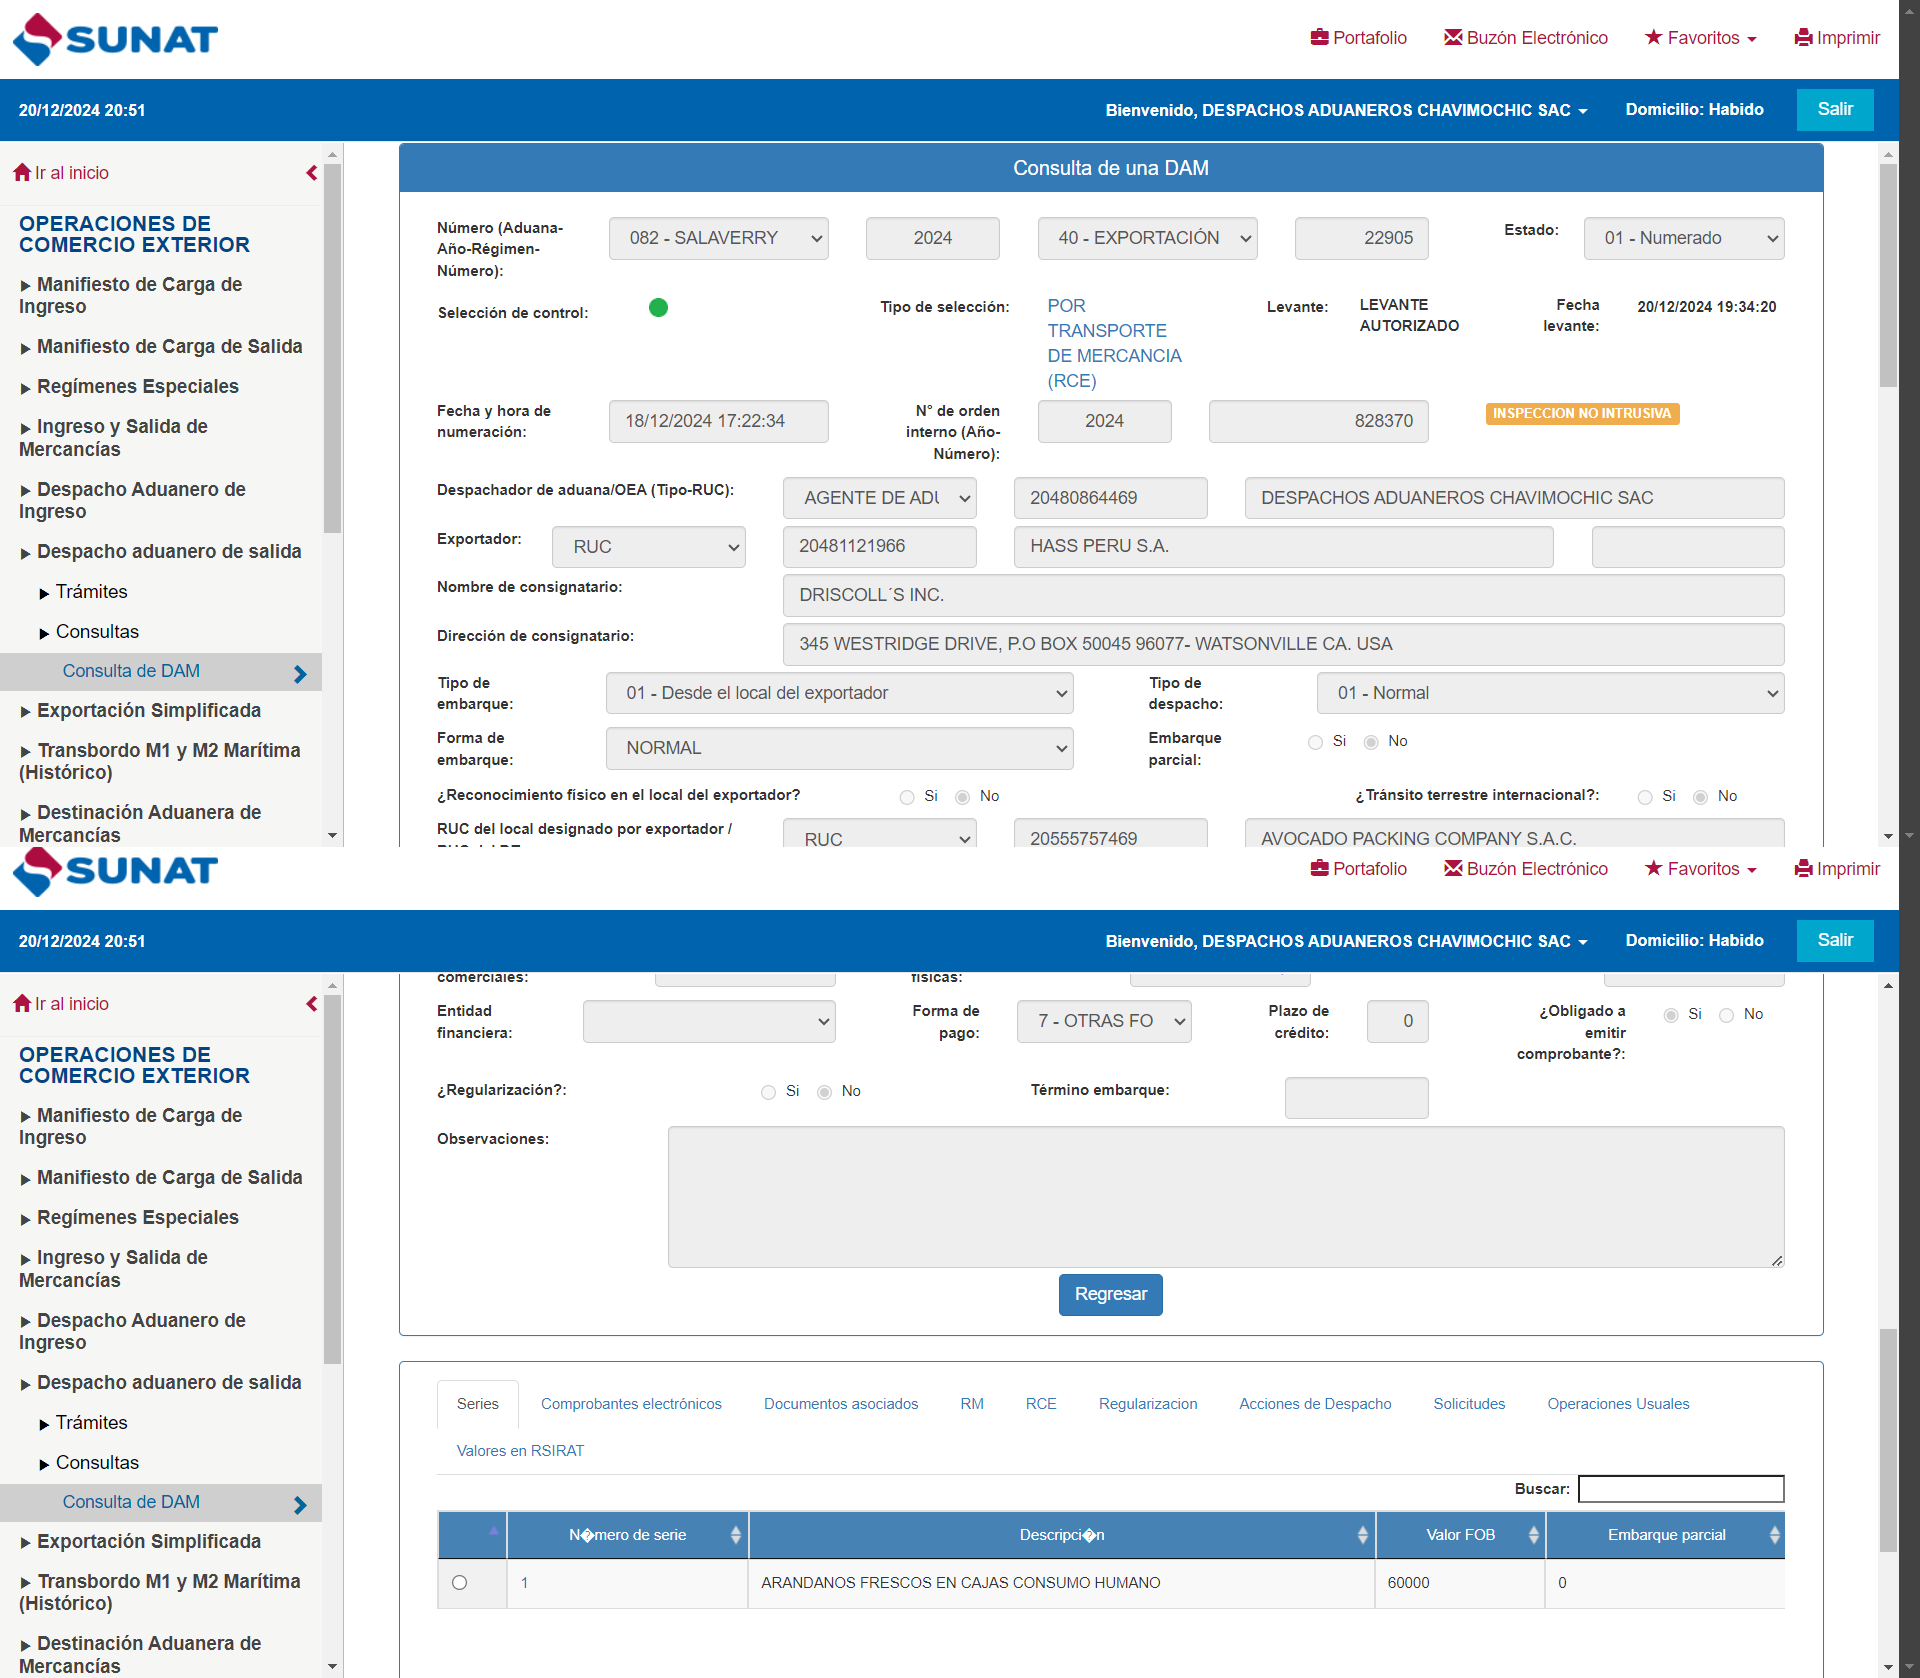 SUNAT
Portafolio
Buzón Electrónico
Favoritos
Imprimir
20/12/2024 20:51
Bienvenido, DESPACHOS ADUANEROS CHAVIMOCHIC SAC
Domicilio: Habido
Salir
Ir al inicio
OPERACIONES DE
COMERCIO EXTERIOR
Manifiesto de Carga de
Ingreso
Manifiesto de Carga de Salida
Regímenes Especiales
Ingreso y Salida de
Mercancías
Despacho Aduanero de
Ingreso
Despacho aduanero de salida
Trámites
Consultas
Consulta de DAM
Exportación Simplificada
Transbordo M1 y M2 Marítima
(Histórico)
Destinación Aduanera de
Mercancías
Consulta de una DAM
Número (Aduana-
Año-Régimen-
Número):
082 - SALAVERRY
2024
40 - EXPORTACIÓN
22905
Estado:
01 - Numerado
Selección de control:
Tipo de selección:
POR
TRANSPORTE
DE MERCANCIA
(RCE)
Levante:
LEVANTE
AUTORIZADO
Fecha
levante:
20/12/2024 19:34:20
Fecha y hora de
numeración:
18/12/2024 17:22:34
N° de orden
interno (Año-
Número):
2024
828370
INSPECCION NO INTRUSIVA
Despachador de aduana/OEA (Tipo-RUC):
AGENTE DE ADU
20480864469
DESPACHOS ADUANEROS CHAVIMOCHIC SAC
Exportador:
RUC
20481121966
HASS PERU S.A.
Nombre de consignatario:
DRISCOLL´S INC.
Dirección de consignatario:
345 WESTRIDGE DRIVE, P.O BOX 50045 96077- WATSONVILLE CA. USA
Tipo de
embarque:
01 - Desde el local del exportador
Tipo de
despacho:
01 - Normal
Forma de
embarque:
NORMAL
Embarque
parcial:
Si
No
¿Reconocimiento físico en el local del exportador?
Si
No
¿Tránsito terrestre internacional?:
Si
No
RUC del local designado por exportador /
RUC
20555757469
AVOCADO PACKING COMPANY S.A.C.
SUNAT
Portafolio
Buzón Electrónico
Favoritos
Imprimir
20/12/2024 20:51
Bienvenido, DESPACHOS ADUANEROS CHAVIMOCHIC SAC
Domicilio: Habido
Salir
Ir al inicio
OPERACIONES DE
COMERCIO EXTERIOR
Manifiesto de Carga de
Ingreso
Manifiesto de Carga de Salida
Regímenes Especiales
Ingreso y Salida de
Mercancías
Despacho Aduanero de
Ingreso
Despacho aduanero de salida
Trámites
Consultas
Consulta de DAM
Exportación Simplificada
Transbordo M1 y M2 Marítima
(Histórico)
Destinación Aduanera de
Mercancías
comerciales:
físicas:
Entidad
financiera:
Forma de
pago:
7 - OTRAS FO
Plazo de
crédito:
0
¿Obligado a
emitir
comprobante?:
Si
No
¿Regularización?:
Si
No
Término embarque:
Observaciones:
Regresar
Series
Comprobantes electrónicos
Documentos asociados
RM
RCE
Regularizacion
Acciones de Despacho
Solicitudes
Operaciones Usuales
Valores en RSIRAT
Buscar:
N�mero de serie
Descripci�n
Valor FOB
Embarque parcial
1
ARANDANOS FRESCOS EN CAJAS CONSUMO HUMANO
60000
0